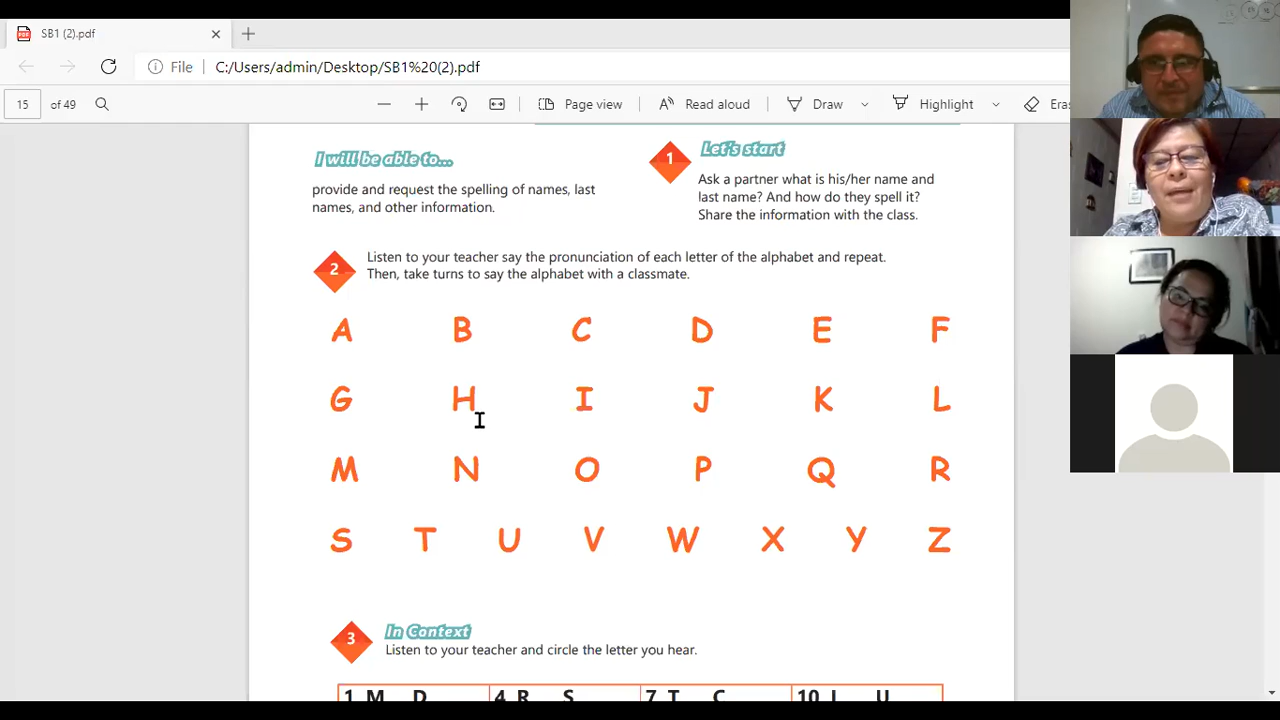 SB1 (2).pdf
File C:/Users/admin/Desktop/SB1%20(2).pdf
15 of 49 Page view Read aloud Draw Highlight Eras
I will be able to...
provide and request the spelling of names, last
names, and other information.
1 Let's start
Ask a partner what is his/her name and
last name? And how do they spell it?
Share the information with the class.
2 Listen to your teacher say the pronunciation of each letter of the alphabet and repeat.
Then, take turns to say the alphabet with a classmate.
A B C D E F
G H I J K L
M N O P Q R
S T U V W X Y Z
3 In Context
Listen to your teacher and circle the letter you hear.
1 M D 4 R S 7 T C 10 I U